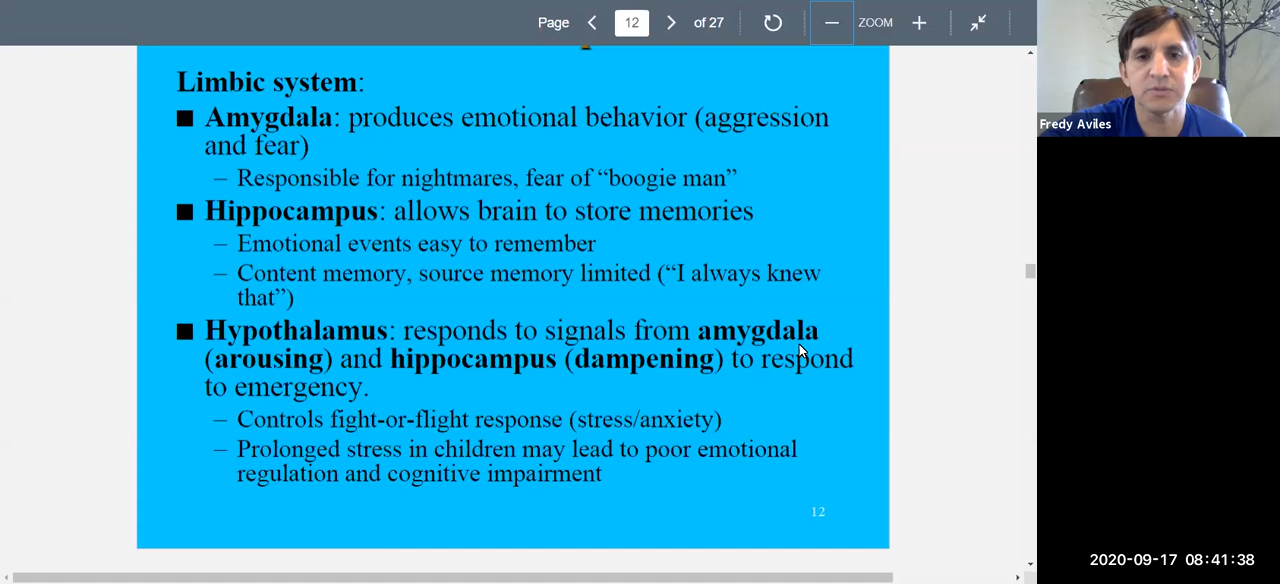 Page 12 of 27 ZOOM
Limbic system:
■ Amygdala: produces emotional behavior (aggression
and fear)
– Responsible for nightmares, fear of “boogie man”
■ Hippocampus: allows brain to store memories
– Emotional events easy to remember
– Content memory, source memory limited (“I always knew
that”)
■ Hypothalamus: responds to signals from amygdala
(arousing) and hippocampus (dampening) to respond
to emergency.
– Controls fight-or-flight response (stress/anxiety)
– Prolonged stress in children may lead to poor emotional
regulation and cognitive impairment
12
Fredy Aviles
2020-09-17 08:41:38